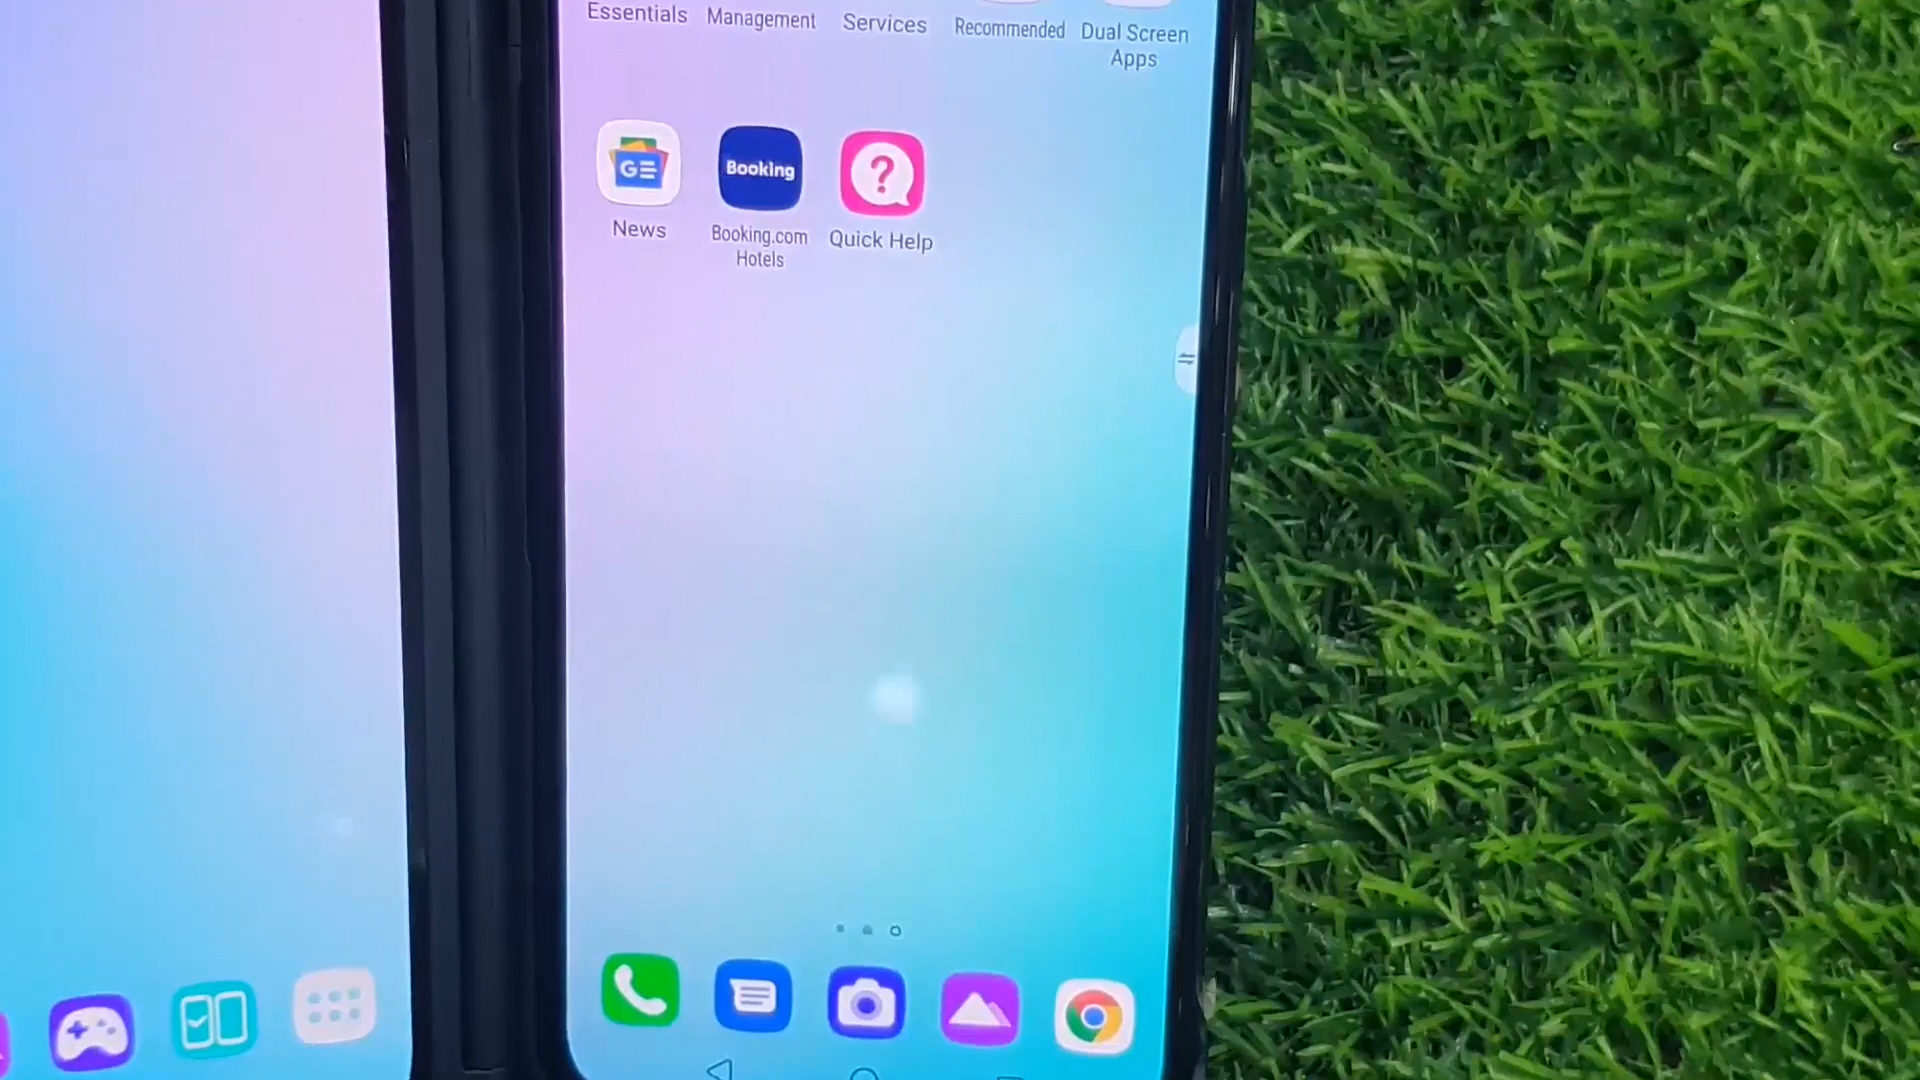 Essentials
Management
Services
Recommended
Dual Screen
Apps
GE
Booking
?
News
Booking.com
Hotels
Quick Help